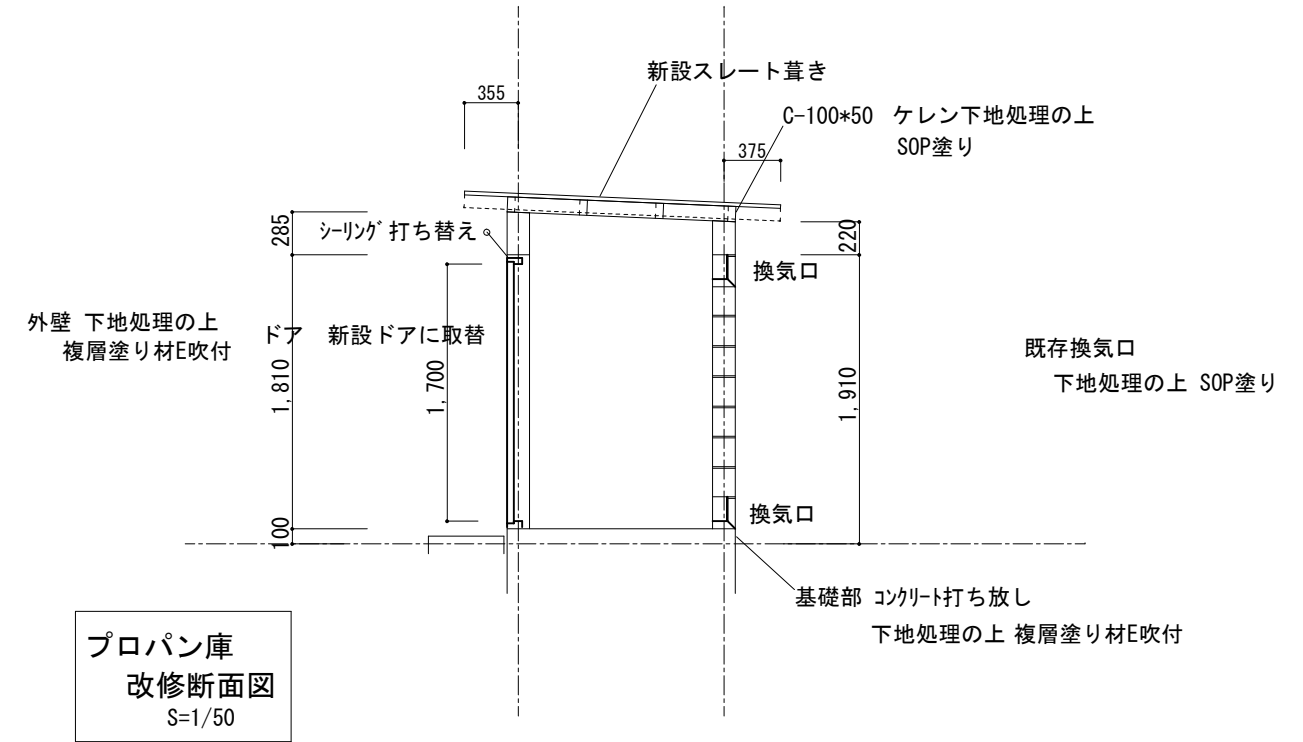 新設スレート葺き
355
C-100*50 ケレン下地処理の上
SOP塗り
375
285
シーリング 打ち替え
220
換気口
外壁 下地処理の上
複層塗り材E吹付
ドア 新設ドアに取替
既存換気口
下地処理の上 SOP塗り
1,810
1,700
1,910
換気口
100
基礎部 コンクリート打ち放し
下地処理の上 複層塗り材E吹付
プロパン庫
改修断面図
S=1/50